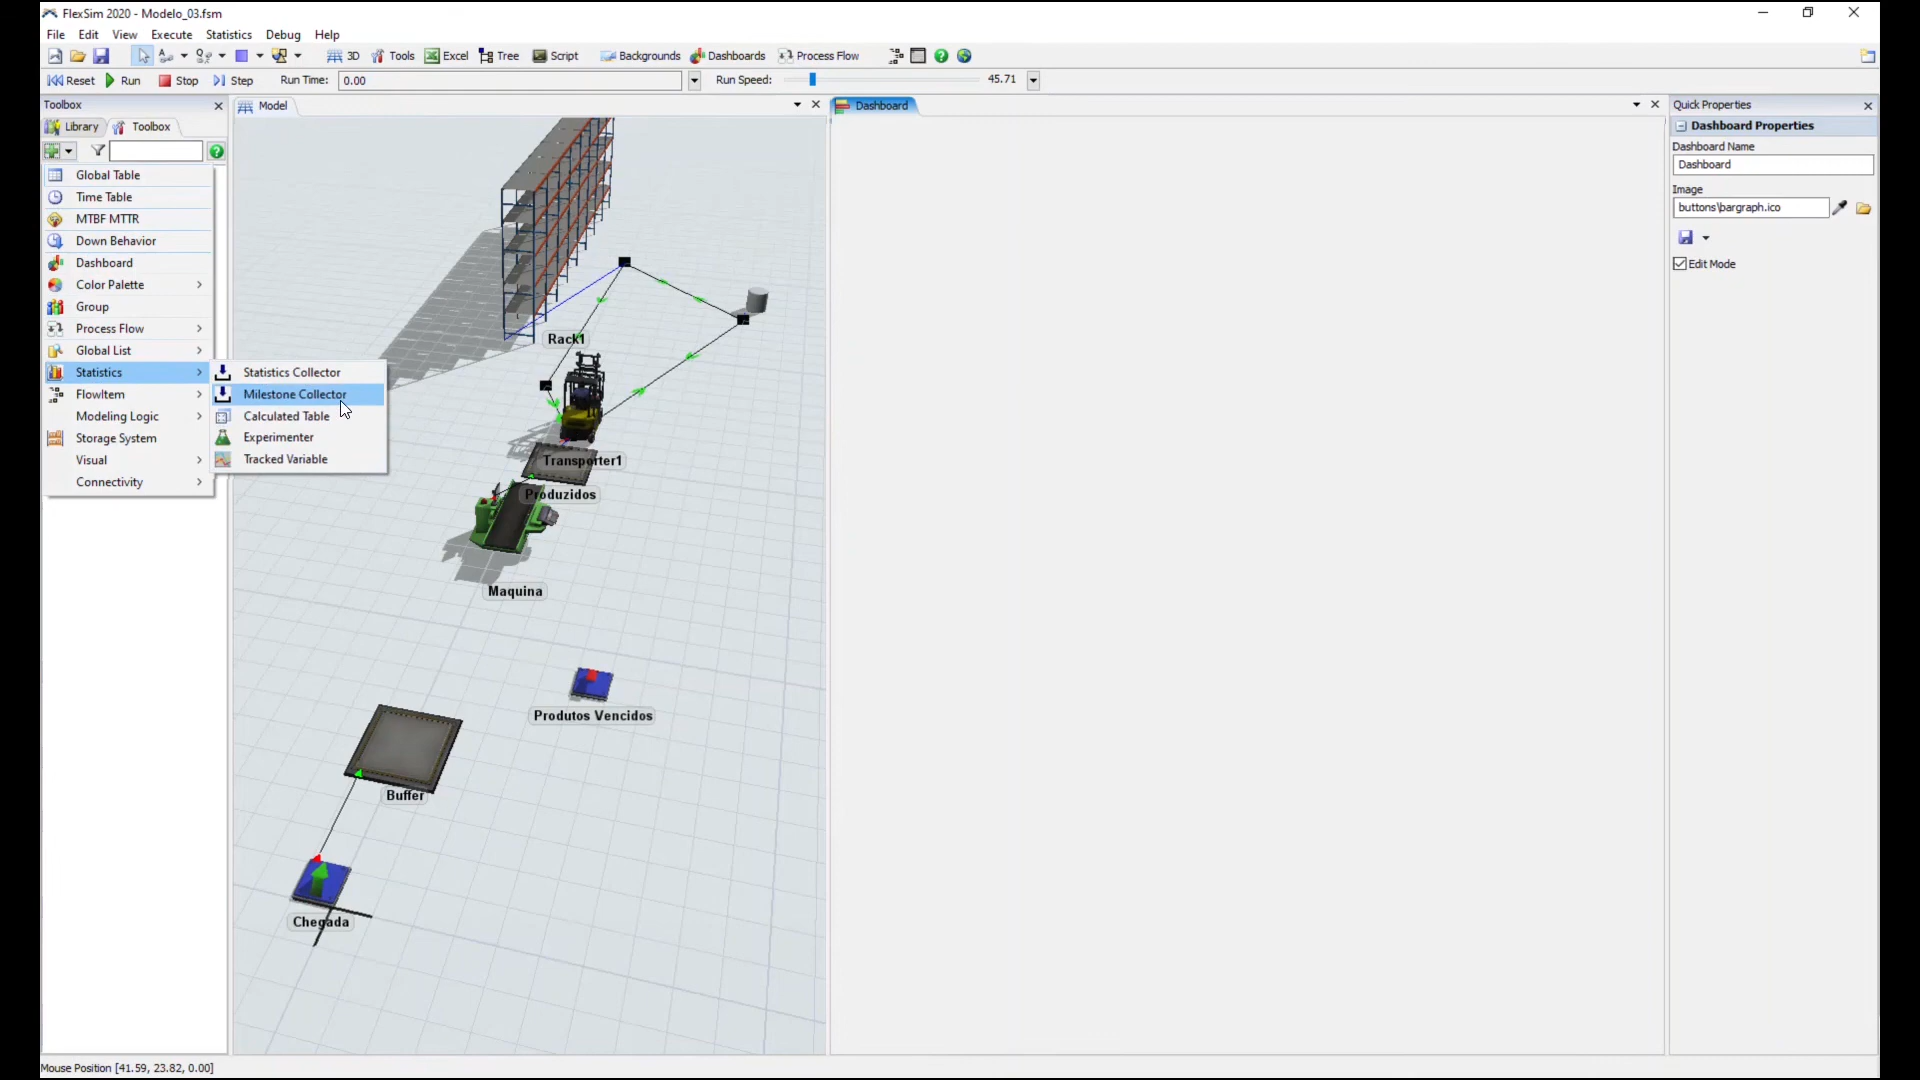 FlexSim 2020 - Modelo_03.fsm
File Edit View Execute Statistics Debug Help
3D Tools Excel Tree Script Backgrounds Dashboards Process Flow
Reset Run Stop Step Run Time: 0.00 Run Speed: 45.71
Toolbox
Library Toolbox
Global Table
Time Table
MTBF MTTR
Down Behavior
Dashboard
Color Palette
Group
Process Flow
Global List
Statistics
FlowItem
Modeling Logic
Storage System
Visual
Connectivity
Statistics Collector
Milestone Collector
Calculated Table
Experimenter
Tracked Variable
Model
Rack1
Transporter1
Produzidos
Maquina
Produtos Vencidos
Buffer
Chegada
Dashboard
Quick Properties
Dashboard Properties
Dashboard Name
Dashboard
Image
buttons\bargraph.ico
Edit Mode
Mouse Position [41.59, 23.82, 0.00]